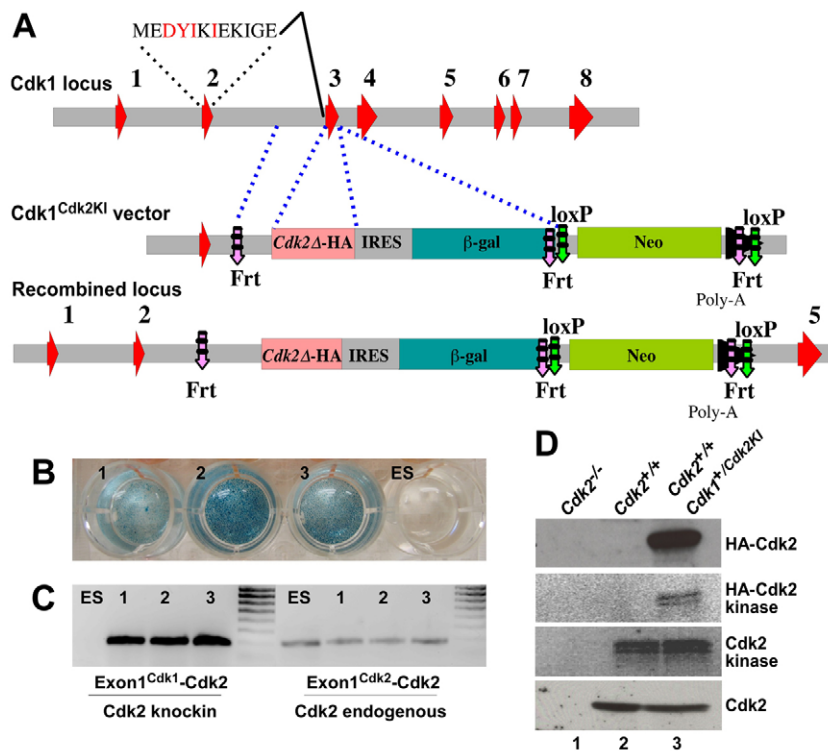 A
MEDYIKIEKIGE
1 2 3 4 5 6 7 8
Cdk1 locus
Cdk1Cdk2KI vector
loxP loxP
Cdk2Δ-HA IRES β-gal Neo
Frt Frt Frt
Poly-A
Recombined locus
1 2 5
loxP loxP
Cdk2Δ-HA IRES β-gal Neo
Frt Frt Frt
Poly-A
B
1 2 3 ES
C
ES 1 2 3 ES 1 2 3
Exon1Cdk1-Cdk2 Exon1Cdk2-Cdk2
Cdk2 knockin Cdk2 endogenous
D
Cdk2-/-
Cdk2+/+
Cdk2+/+
Cdk1+/Cdk2KI
HA-Cdk2
HA-Cdk2
kinase
Cdk2
kinase
Cdk2
1 2 3